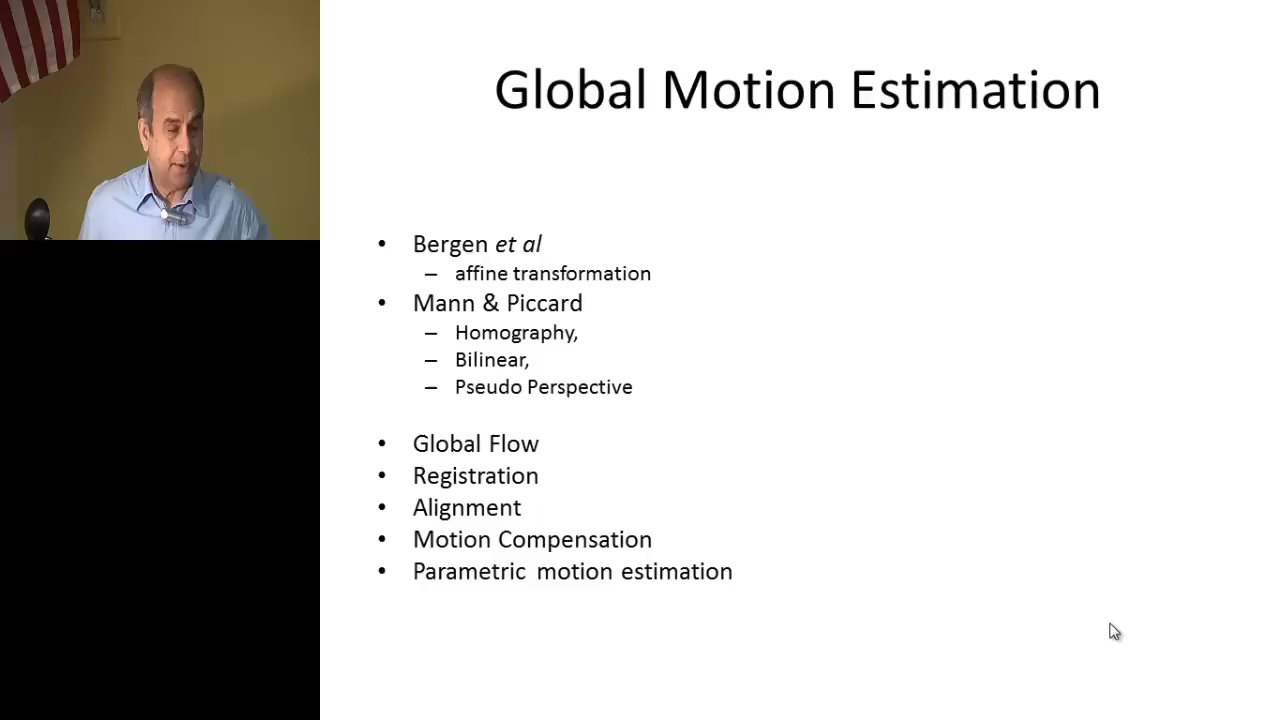 Global Motion Estimation
• Bergen et al
– affine transformation
• Mann & Piccard
– Homography,
– Bilinear,
– Pseudo Perspective
• Global Flow
• Registration
• Alignment
• Motion Compensation
• Parametric motion estimation